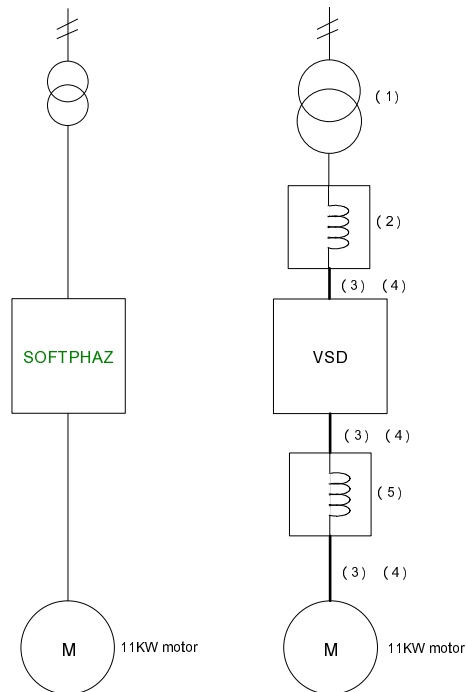 ( 1 )
( 2 )
( 3 ) ( 4 )
SOFTPHAZ
VSD
( 3 ) ( 4 )
( 5 )
( 3 ) ( 4 )
M
11KW motor
M
11KW motor